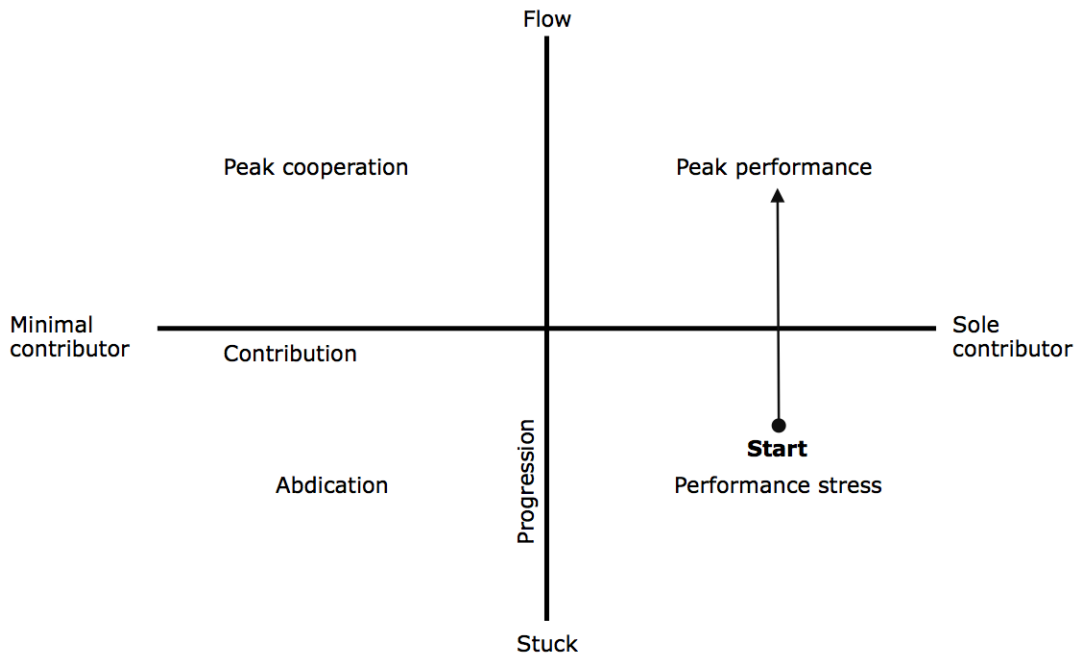 Flow
Peak cooperation
Peak performance
Minimal
contributor
Sole
contributor
Contribution
Progression
Start
Abdication
Performance stress
Stuck